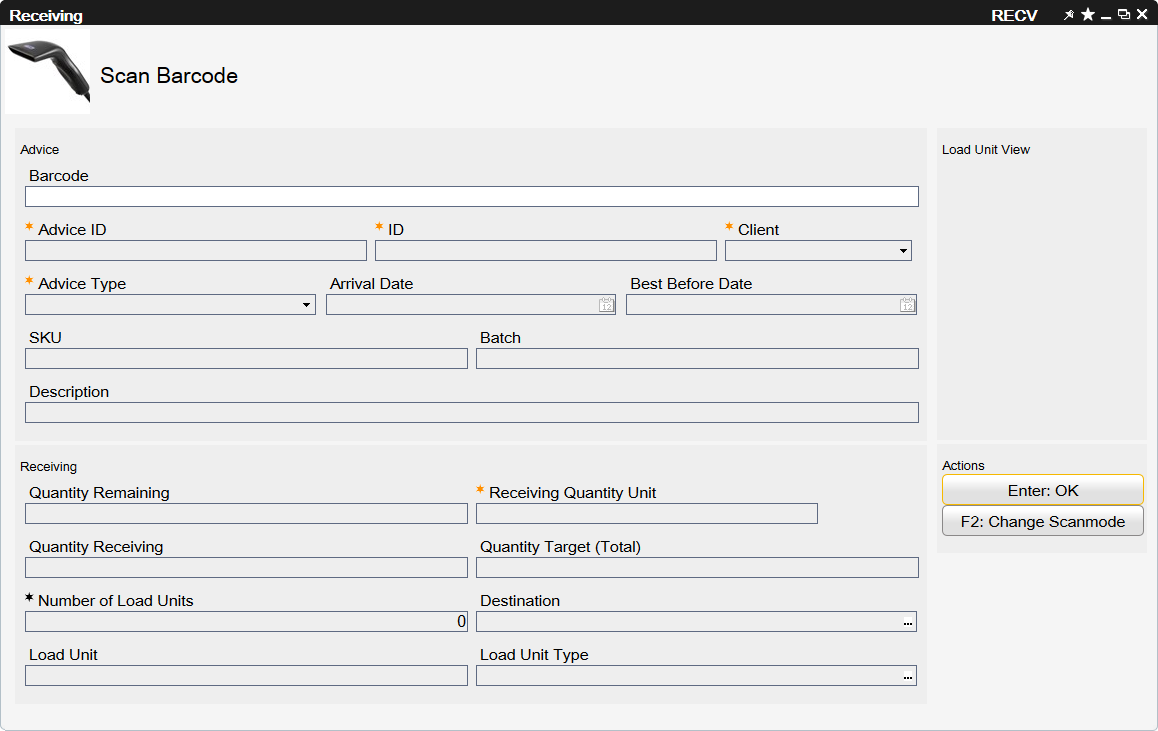 Receiving RECV
Scan Barcode
Advice
Barcode
* Advice ID * ID * Client
* Advice Type Arrival Date Best Before Date
12 12
SKU Batch
Description
Load Unit View
Receiving
Quantity Remaining * Receiving Quantity Unit
Quantity Receiving Quantity Target (Total)
* Number of Load Units Destination
0 ...
Load Unit Load Unit Type
...
Actions
Enter: OK
F2: Change Scanmode